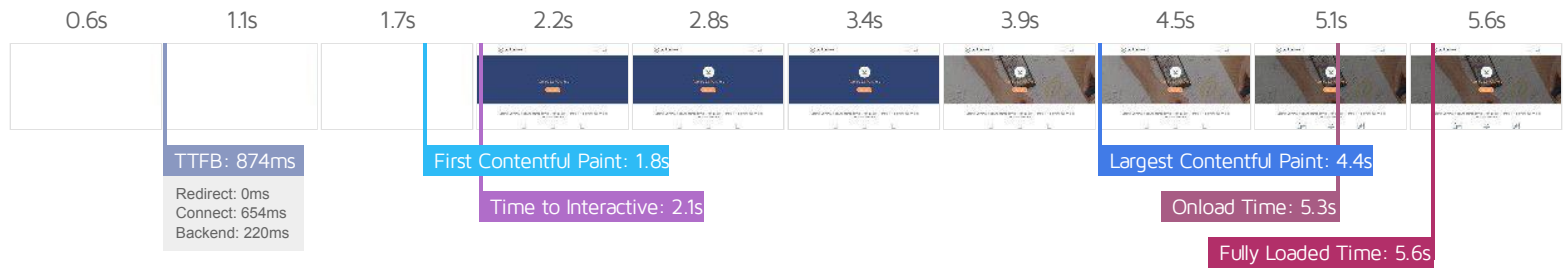 0.6s 1.1s 1.7s 2.2s 2.8s 3.4s 3.9s 4.5s 5.1s 5.6s
TTFB: 874ms
Redirect: 0ms
Connect: 654ms
Backend: 220ms
First Contentful Paint: 1.8s
Time to Interactive: 2.1s
Largest Contentful Paint: 4.4s
Onload Time: 5.3s
Fully Loaded Time: 5.6s